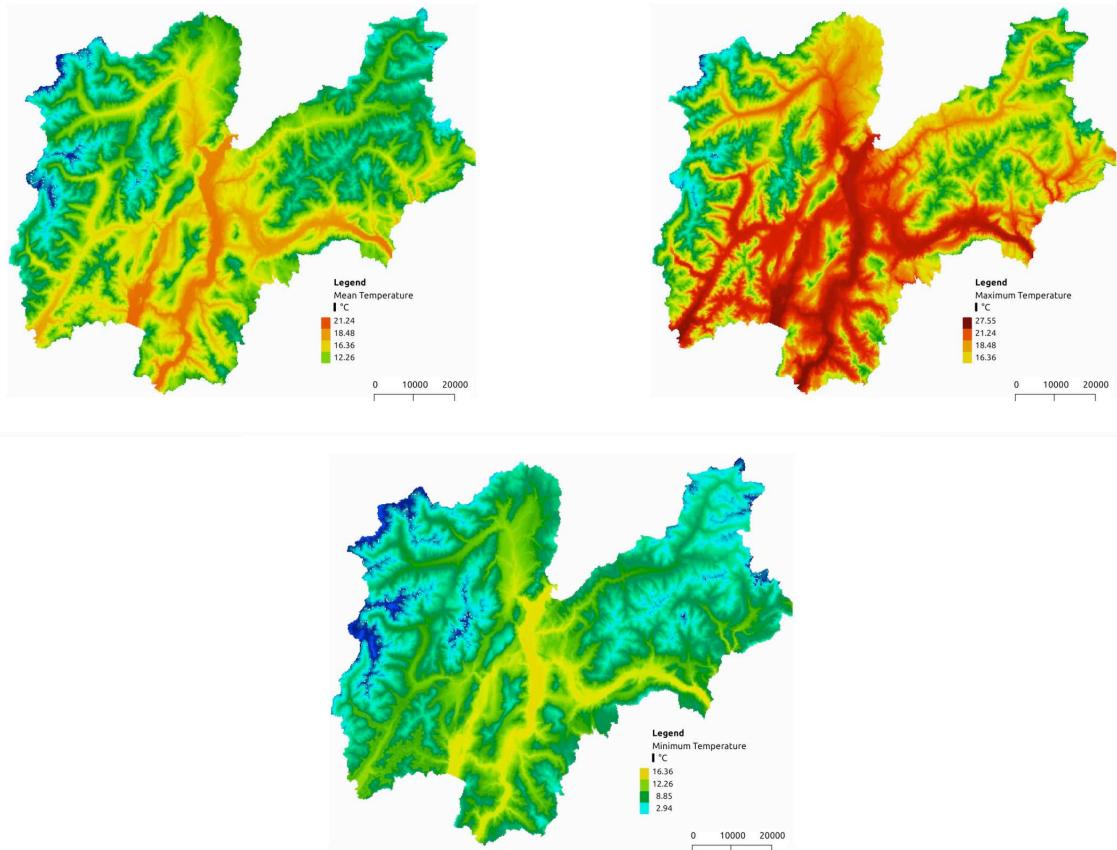 Legend
Mean Temperature
°C
21.24
18.48
16.36
12.26
0 10000 20000
Legend
Maximum Temperature
°C
27.55
21.24
18.48
16.36
0 10000 20000
Legend
Minimum Temperature
°C
16.36
12.26
8.85
2.94
0 10000 20000